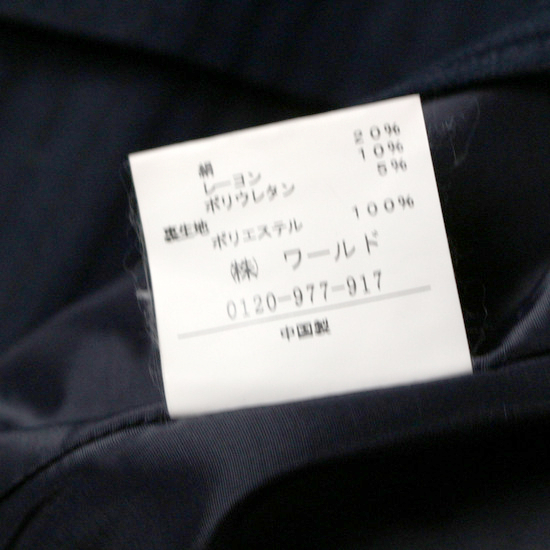 絹 20%
レーヨン 10%
ポリウレタン 5%
裏生地 ポリエステル 100%
㈱ ワールド
0120-977-917
中国製